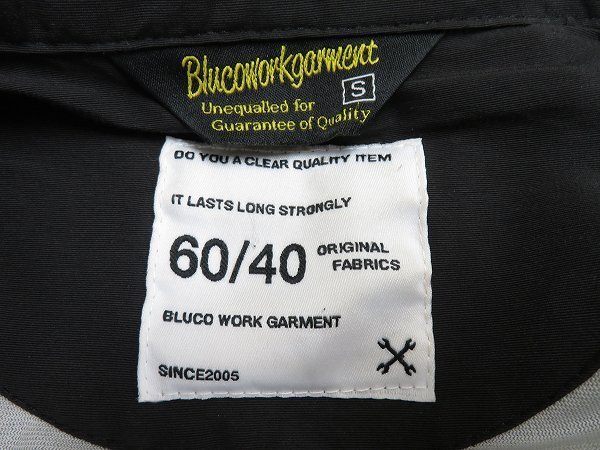 Blucoworkgarment
S
Unequalled for
Guarantee of Quality
DO YOU A CLEAR QUALITY ITEM
IT LASTS LONG STRONGLY
60/40 ORIGINAL
FABRICS
BLUCO WORK GARMENT
SINCE2005